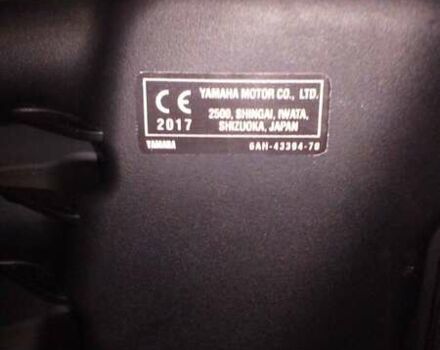 CE YAMAHA MOTOR CO., LTD.
2017 2500, SHINGAI, IWATA,
SHIZUOKA, JAPAN
YAMAHA 6AH-43394-70